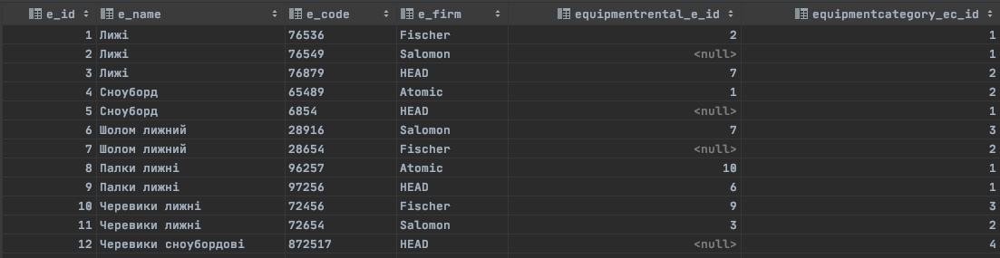 e_id e_name e_code e_firm equipmentrental_e_id equipmentcategory_ec_id
1 Лижі 76536 Fischer 2 1
2 Лижі 76549 Salomon <null> 1
3 Лижі 76879 HEAD 7 2
4 Сноуборд 65489 Atomic 1 2
5 Сноуборд 6854 HEAD <null> 1
6 Шолом лижний 28916 Salomon 7 3
7 Шолом лижний 28654 Fischer <null> 2
8 Палки лижні 96257 Atomic 10 1
9 Палки лижні 97256 HEAD 6 1
10 Черевики лижні 72456 Fischer 9 3
11 Черевики лижні 72654 Salomon 3 2
12 Черевики сноубордові 872517 HEAD <null> 4